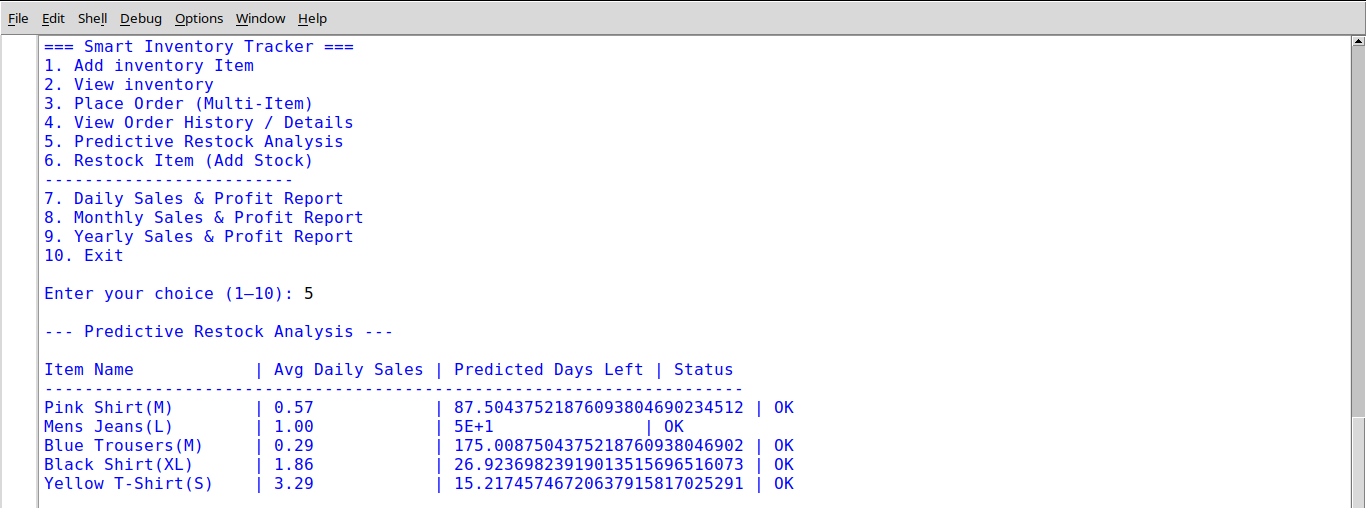 File Edit Shell Debug Options Window Help
=== Smart Inventory Tracker ===
1. Add inventory Item
2. View inventory
3. Place Order (Multi-Item)
4. View Order History / Details
5. Predictive Restock Analysis
6. Restock Item (Add Stock)
-------------------------
7. Daily Sales & Profit Report
8. Monthly Sales & Profit Report
9. Yearly Sales & Profit Report
10. Exit
Enter your choice (1–10): 5
--- Predictive Restock Analysis ---
Item Name            | Avg Daily Sales | Predicted Days Left | Status
----------------------------------------------------------------------
Pink Shirt(M)        | 0.57            | 87.504375218760938046902345​12 | OK
Mens Jeans(L)        | 1.00            | 5E+1               | OK
Blue Trousers(M)     | 0.29            | 175.0087504375218760938046902 | OK
Black Shirt(XL)      | 1.86            | 26.92369823919013515696516073 | OK
Yellow T-Shirt(S)    | 3.29            | 15.21745746720637915817025291 | OK